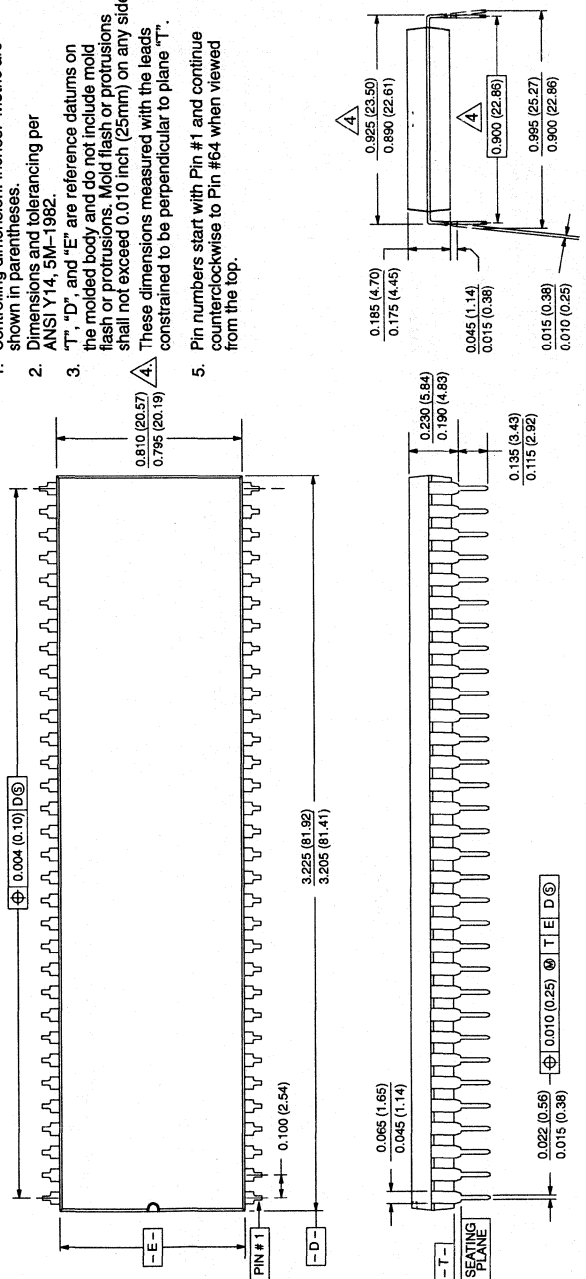 1. Controlling dimension: Inches. Metric are
shown in parentheses.
2. Dimensions and tolerancing per
ANSI Y14, 5M–1982.
3. "T", "D", and "E" are reference datums on
the molded body and do not include mold
flash or protrusions. Mold flash or protrusions
shall not exceed 0.010 inch (25mm) on any side
4. These dimensions measured with the leads
constrained to be perpendicular to plane "T".
5. Pin numbers start with Pin #1 and continue
counterclockwise to Pin #64 when viewed
from the top.
⌖ 0.004 (0.10) D Ⓢ
0.810 (20.57)
0.795 (20.19)
– E –
PIN # 1
0.100 (2.54)
– D –
3.225 (81.92)
3.205 (81.41)
0.065 (1.65)
0.045 (1.14)
0.230 (5.84)
0.190 (4.83)
0.135 (3.43)
0.115 (2.92)
– T –
SEATING
PLANE
0.022 (0.56)
0.015 (0.38)
⌖ 0.010 (0.25) Ⓜ T E D Ⓢ
4
0.925 (23.50)
0.890 (22.61)
4
0.900 (22.86)
0.995 (25.27)
0.900 (22.86)
0.185 (4.70)
0.175 (4.45)
0.045 (1.14)
0.015 (0.38)
0.015 (0.38)
0.010 (0.25)